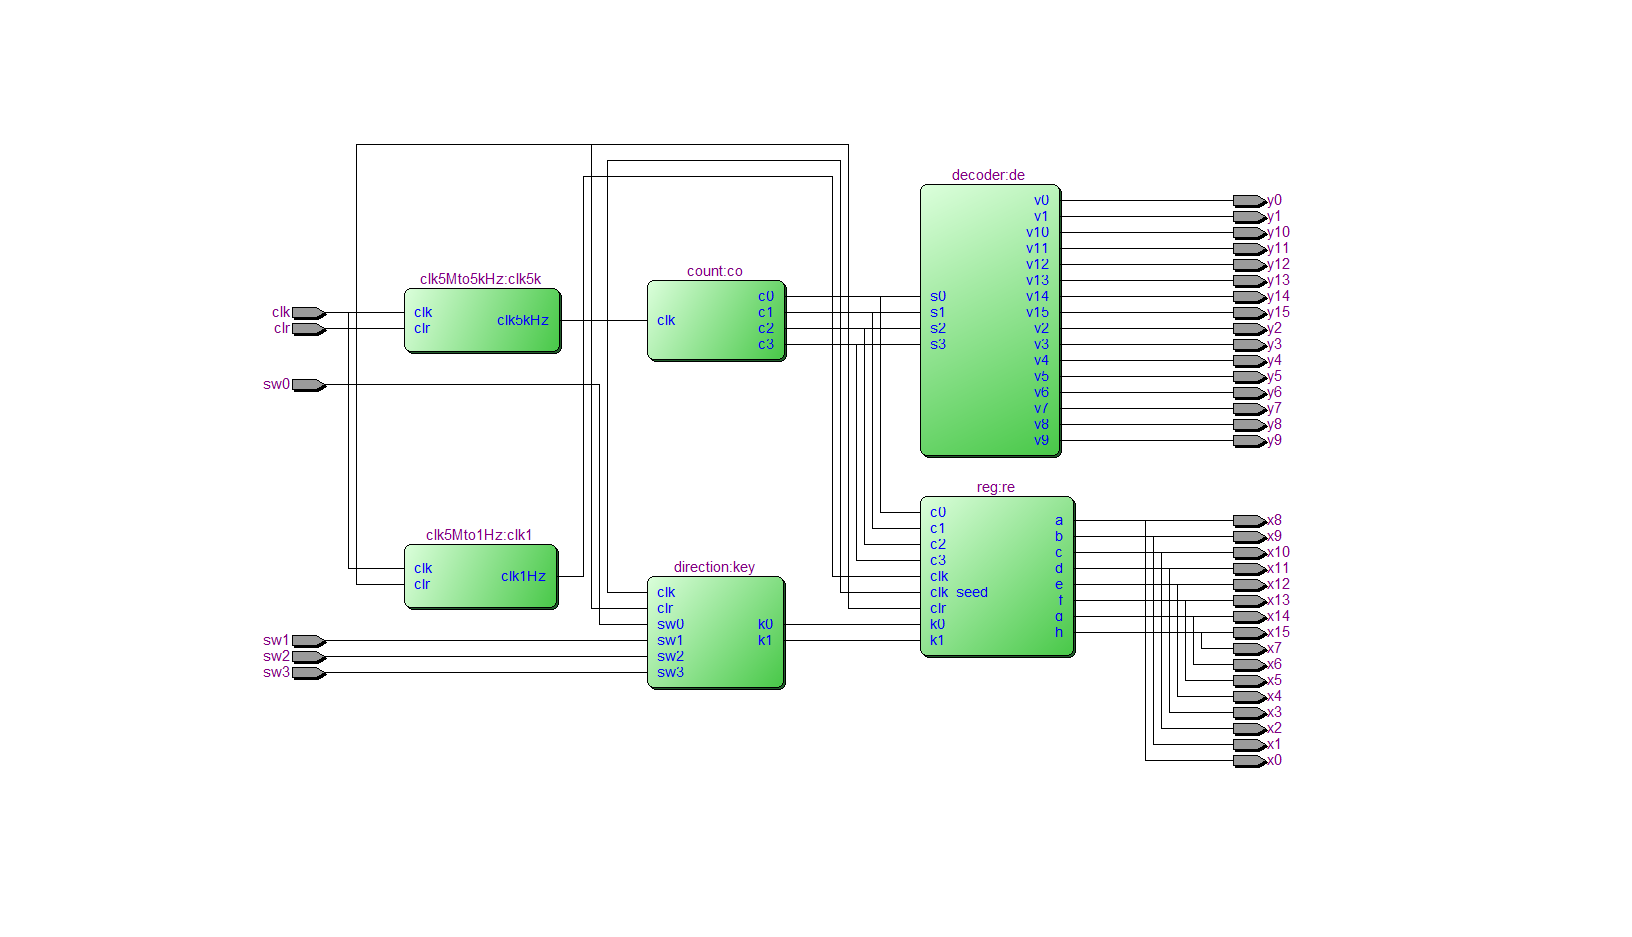 clk
clr
sw0
sw1
sw2
sw3
clk5Mto5kHz:clk5k
clk
clr
clk5kHz
clk5Mto1Hz:clk1
clk
clr
clk1Hz
count:co
clk
c0
c1
c2
c3
direction:key
clk
clr
sw0
sw1
sw2
sw3
k0
k1
decoder:de
s0
s1
s2
s3
v0
v1
v10
v11
v12
v13
v14
v15
v2
v3
v4
v5
v6
v7
v8
v9
reg:re
c0
c1
c2
c3
clk
clk seed
clr
k0
k1
a
b
c
d
e
f
g
h
y0
y1
y10
y11
y12
y13
y14
y15
y2
y3
y4
y5
y6
y7
y8
y9
x8
x9
x10
x11
x12
x13
x14
x15
x7
x6
x5
x4
x3
x2
x1
x0